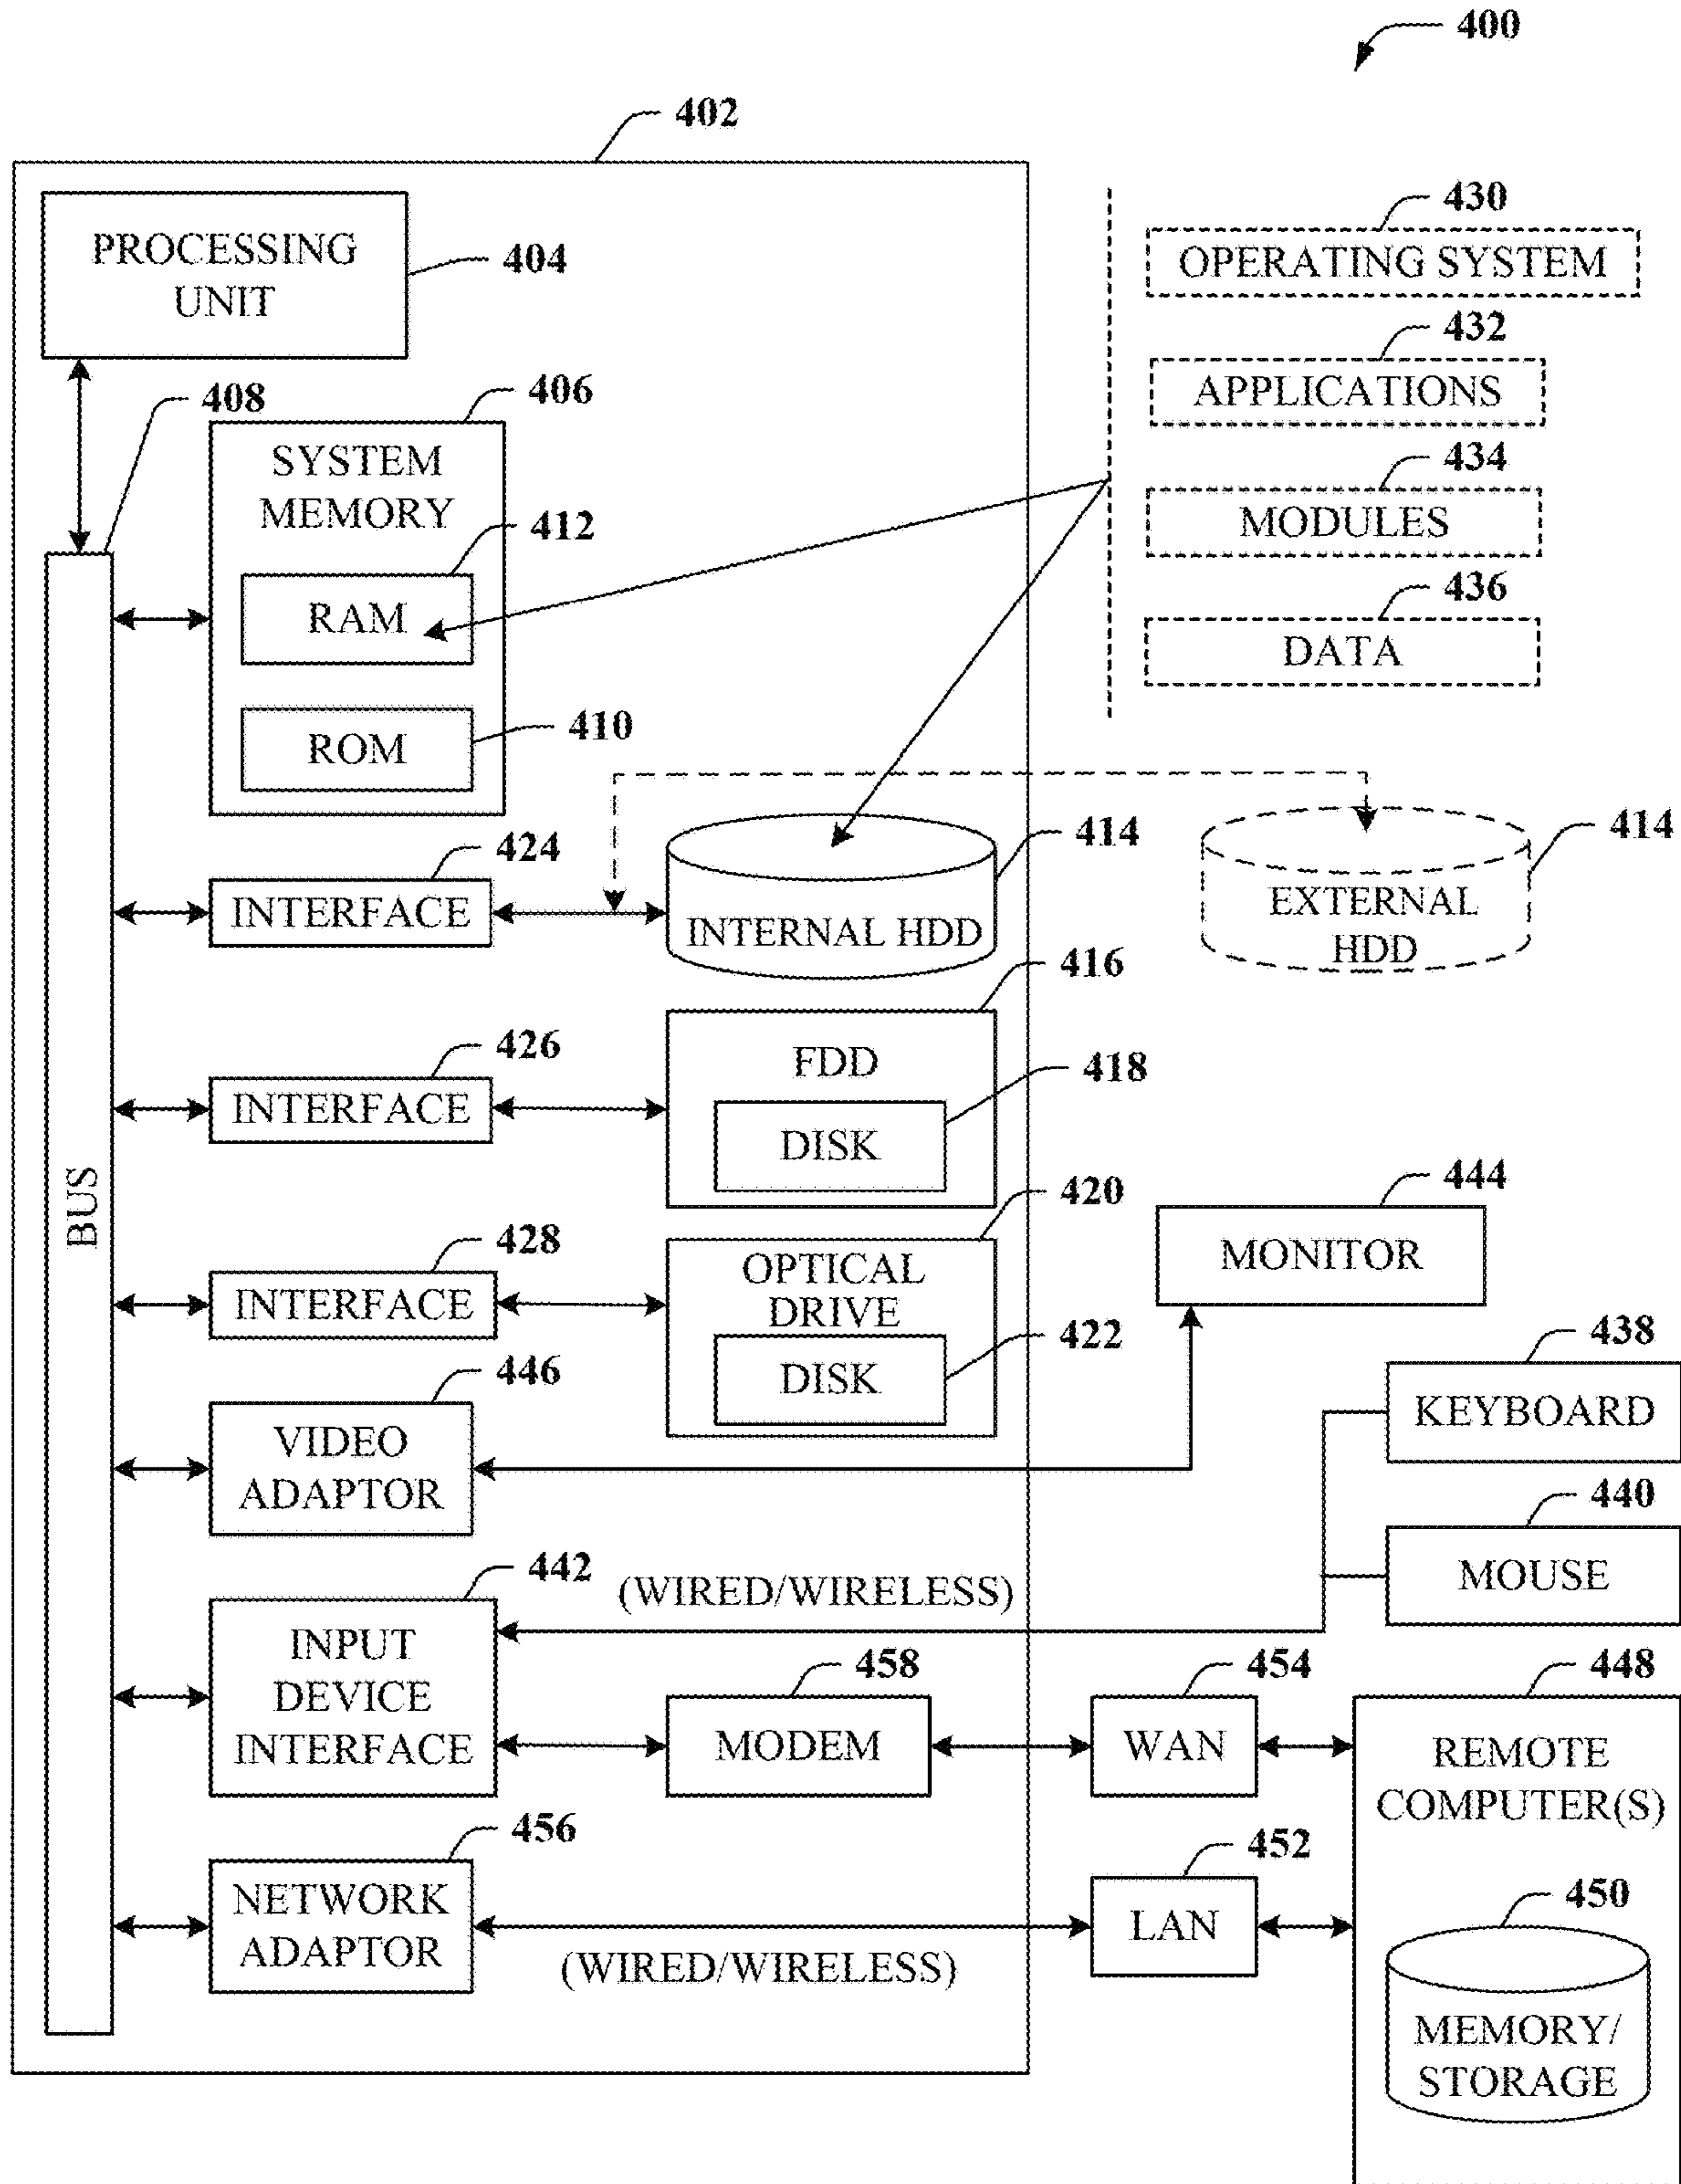 400
402
PROCESSING
UNIT
404
430
OPERATING SYSTEM
432
APPLICATIONS
434
MODULES
436
DATA
408
406
SYSTEM
MEMORY
412
RAM
410
ROM
BUS
424
INTERFACE
414
INTERNAL HDD
414
EXTERNAL
HDD
426
INTERFACE
416
FDD
418
DISK
428
INTERFACE
420
OPTICAL
DRIVE
422
DISK
444
MONITOR
446
VIDEO
ADAPTOR
438
KEYBOARD
440
MOUSE
442
INPUT
DEVICE
INTERFACE
(WIRED/WIRELESS)
458
MODEM
454
WAN
448
REMOTE
COMPUTER(S)
456
NETWORK
ADAPTOR
(WIRED/WIRELESS)
452
LAN
450
MEMORY/
STORAGE